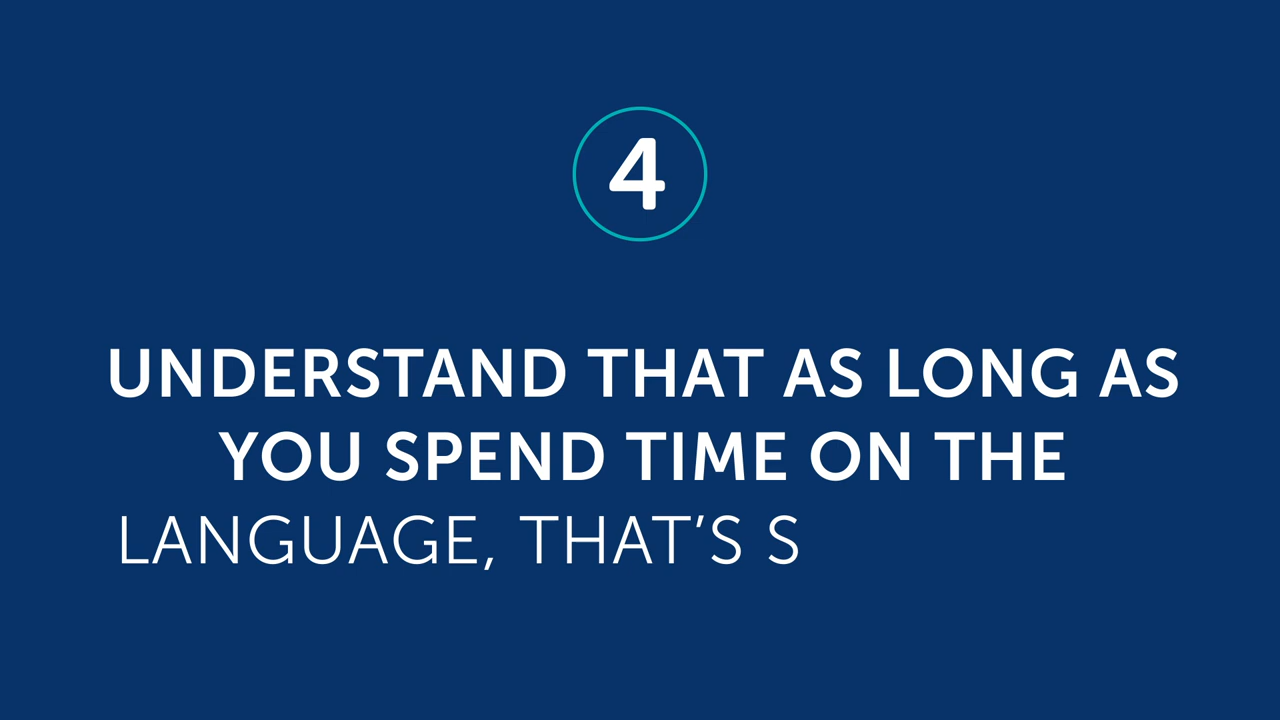 4
UNDERSTAND THAT AS LONG AS
YOU SPEND TIME ON THE
LANGUAGE, THAT’S S